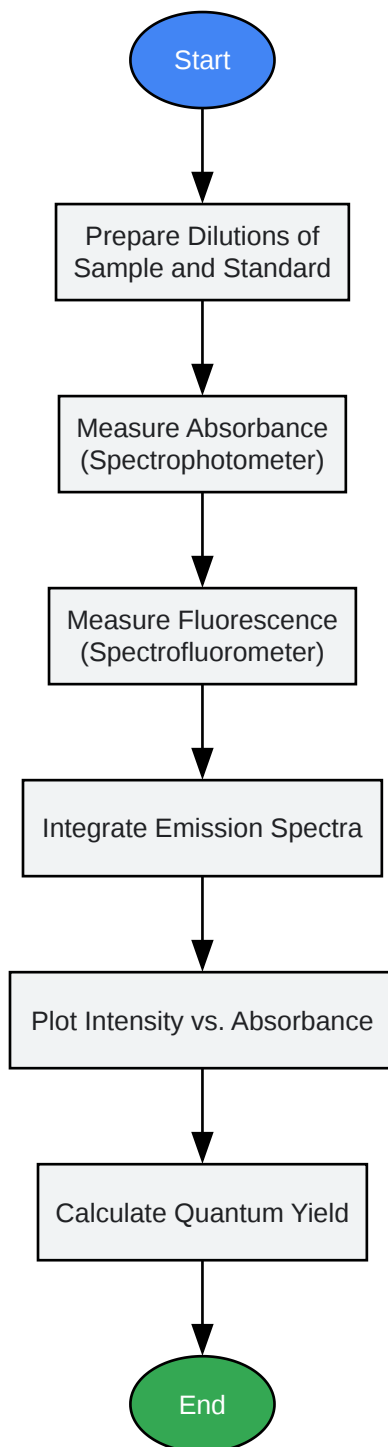 Start
Prepare Dilutions of
Sample and Standard
Measure Absorbance
(Spectrophotometer)
Measure Fluorescence
(Spectrofluorometer)
Integrate Emission Spectra
Plot Intensity vs. Absorbance
Calculate Quantum Yield
End